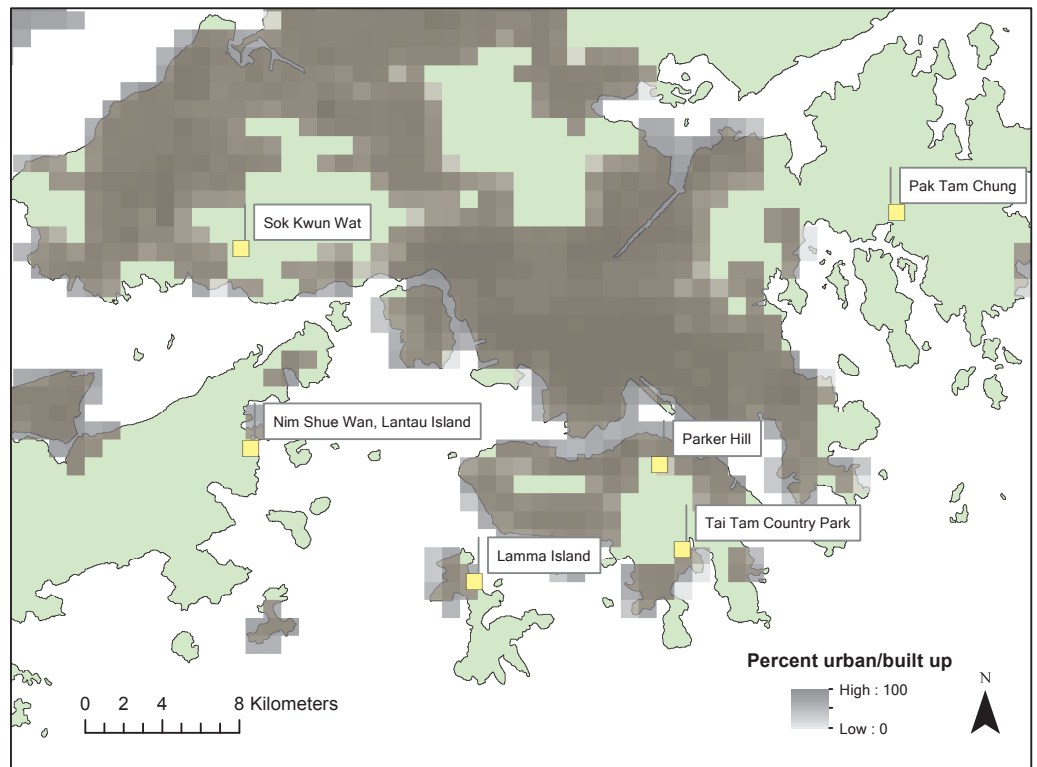 Pak Tam Chung
Sok Kwun Wat
Nim Shue Wan, Lantau Island
Parker Hill
Tai Tam Country Park
Lamma Island
Percent urban/built up
High : 100
Low : 0
N
0 2 4 8 Kilometers